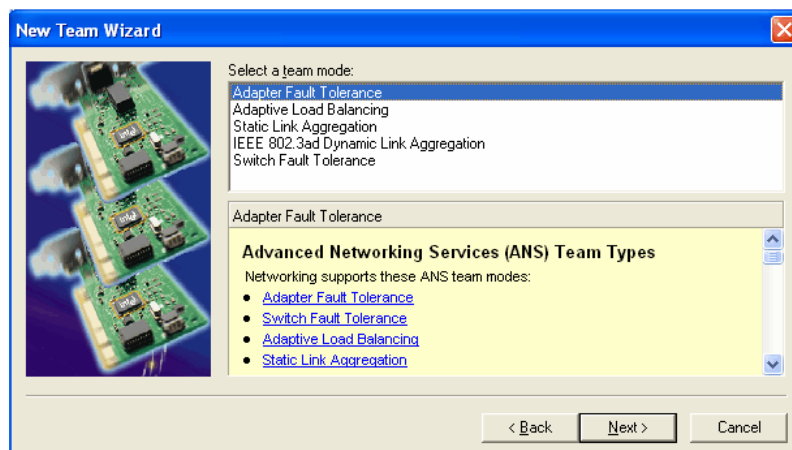 New Team Wizard
Select a team mode:
Adapter Fault Tolerance
Adaptive Load Balancing
Static Link Aggregation
IEEE 802.3ad Dynamic Link Aggregation
Switch Fault Tolerance
Adapter Fault Tolerance
Advanced Networking Services (ANS) Team Types
Networking supports these ANS team modes:
• Adapter Fault Tolerance
• Switch Fault Tolerance
• Adaptive Load Balancing
• Static Link Aggregation
< Back Next > Cancel